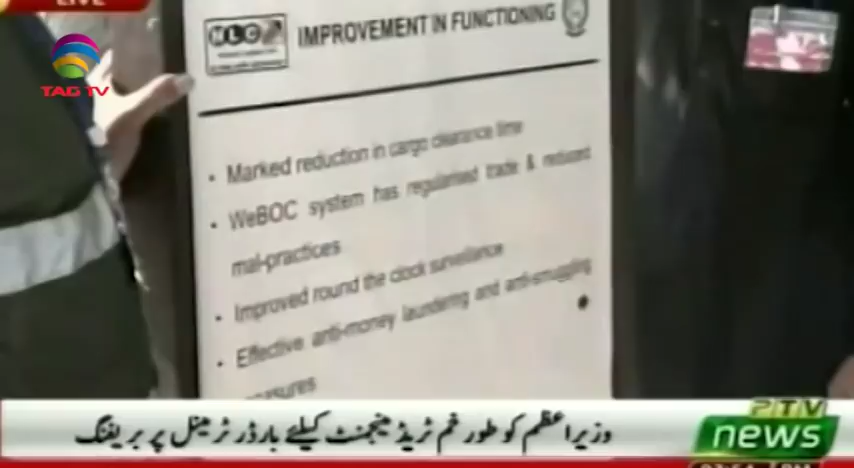 LIVE
TAG TV
NLC
IMPROVEMENT IN FUNCTIONING
• Marked reduction in cargo clearance time
• WeBOC system has regularised trade & reduced
mal-practices
• Improved round the clock surveillance
• Effective anti-money laundering and anti-smuggling
measures
وزیراعظم کو طورخم ٹریڈ مینجمنٹ کیلئے بارڈر ٹرمینل پر بریفنگ
PTV
news